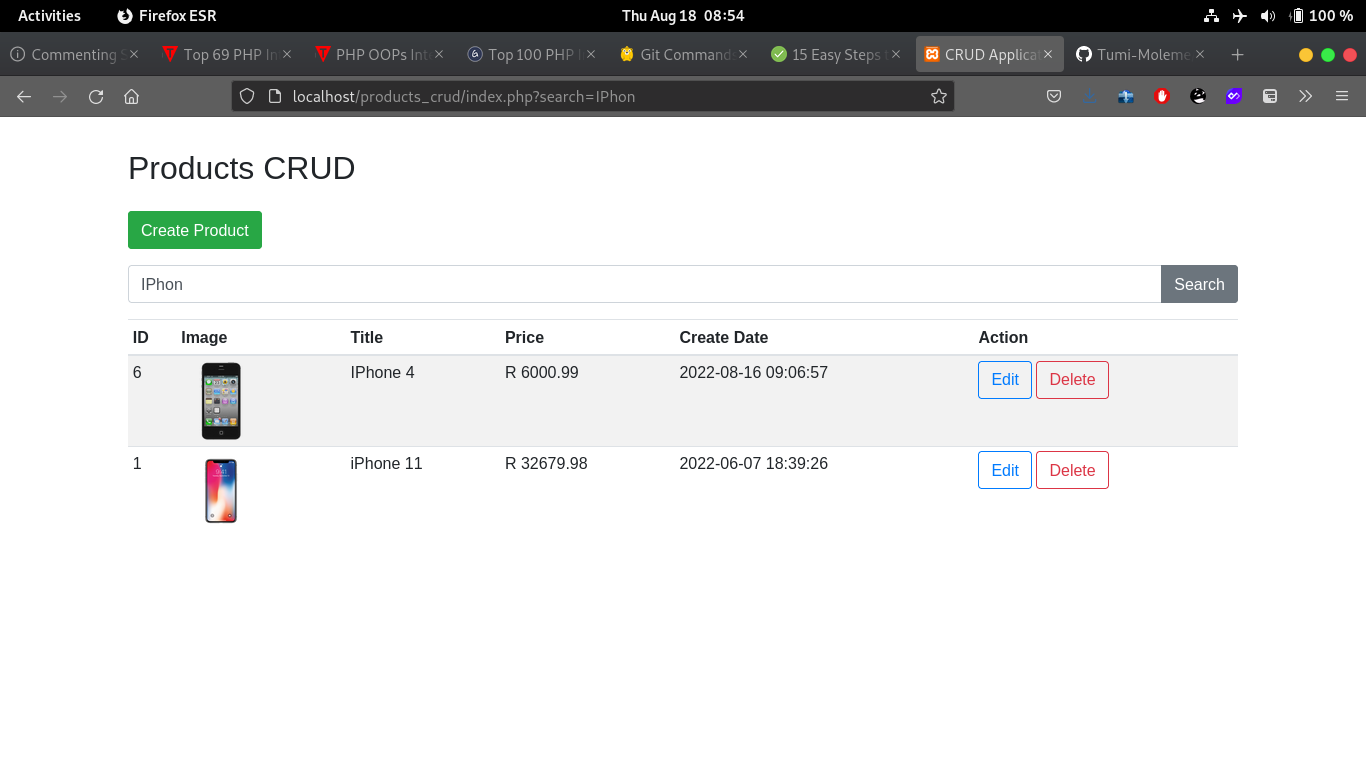 Activities Firefox ESR Thu Aug 18 08:54 100 %
Commenting Top 69 PHP In PHP OOPs Inte Top 100 PHP Git Commands 15 Easy Steps CRUD Applicat Tumi-Moleme
localhost/products_crud/index.php?search=IPhon
Products CRUD
Create Product
IPhon Search
ID Image Title Price Create Date Action
6 IPhone 4 R 6000.99 2022-08-16 09:06:57 Edit Delete
1 iPhone 11 R 32679.98 2022-06-07 18:39:26 Edit Delete